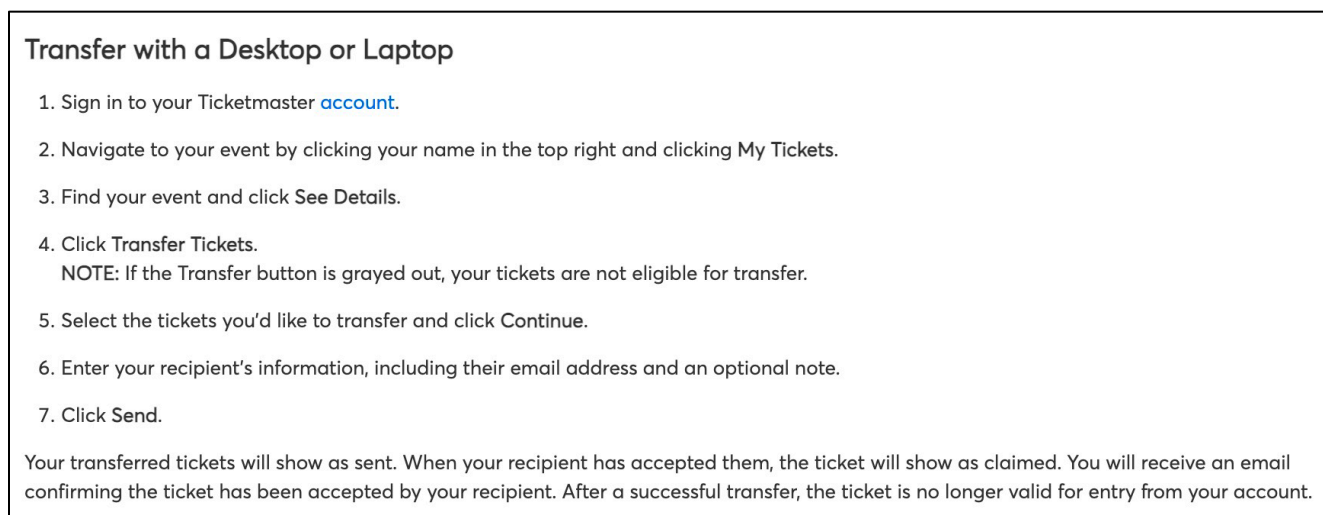 Transfer with a Desktop or Laptop
1. Sign in to your Ticketmaster account.
2. Navigate to your event by clicking your name in the top right and clicking My Tickets.
3. Find your event and click See Details.
4. Click Transfer Tickets.
NOTE: If the Transfer button is grayed out, your tickets are not eligible for transfer.
5. Select the tickets you’d like to transfer and click Continue.
6. Enter your recipient’s information, including their email address and an optional note.
7. Click Send.
Your transferred tickets will show as sent. When your recipient has accepted them, the ticket will show as claimed. You will receive an email
confirming the ticket has been accepted by your recipient. After a successful transfer, the ticket is no longer valid for entry from your account.